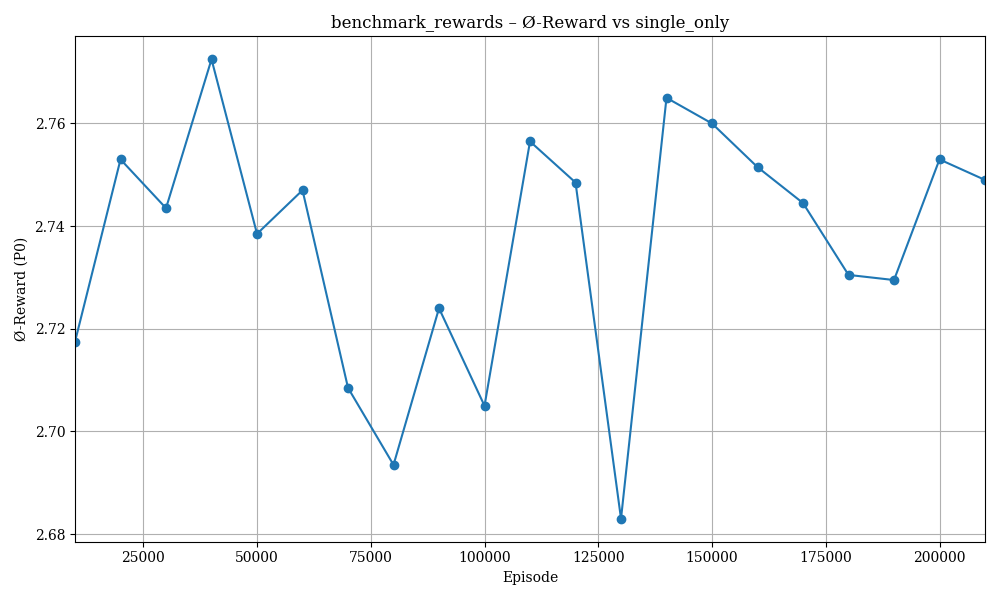 benchmark_rewards – Ø-Reward vs single_only
Ø-Reward (P0)
2.76
2.74
2.72
2.70
2.68
25000 50000 75000 100000 125000 150000 175000 200000
Episode